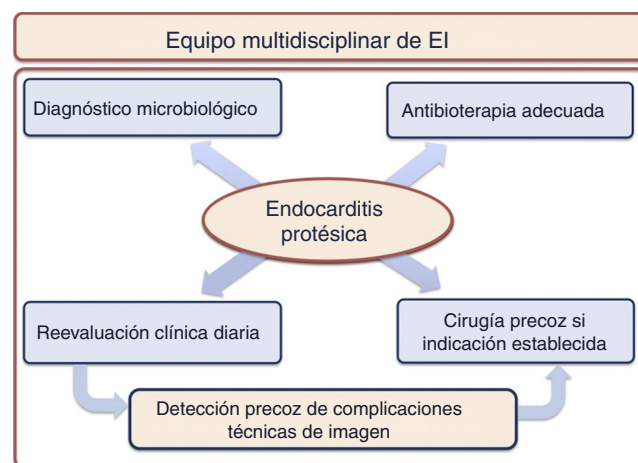 Equipo multidisciplinar de EI
Diagnóstico microbiológico
Antibioterapia adecuada
Endocarditis
protésica
Reevaluación clínica diaria
Cirugía precoz si
indicación establecida
Detección precoz de complicaciones
técnicas de imagen